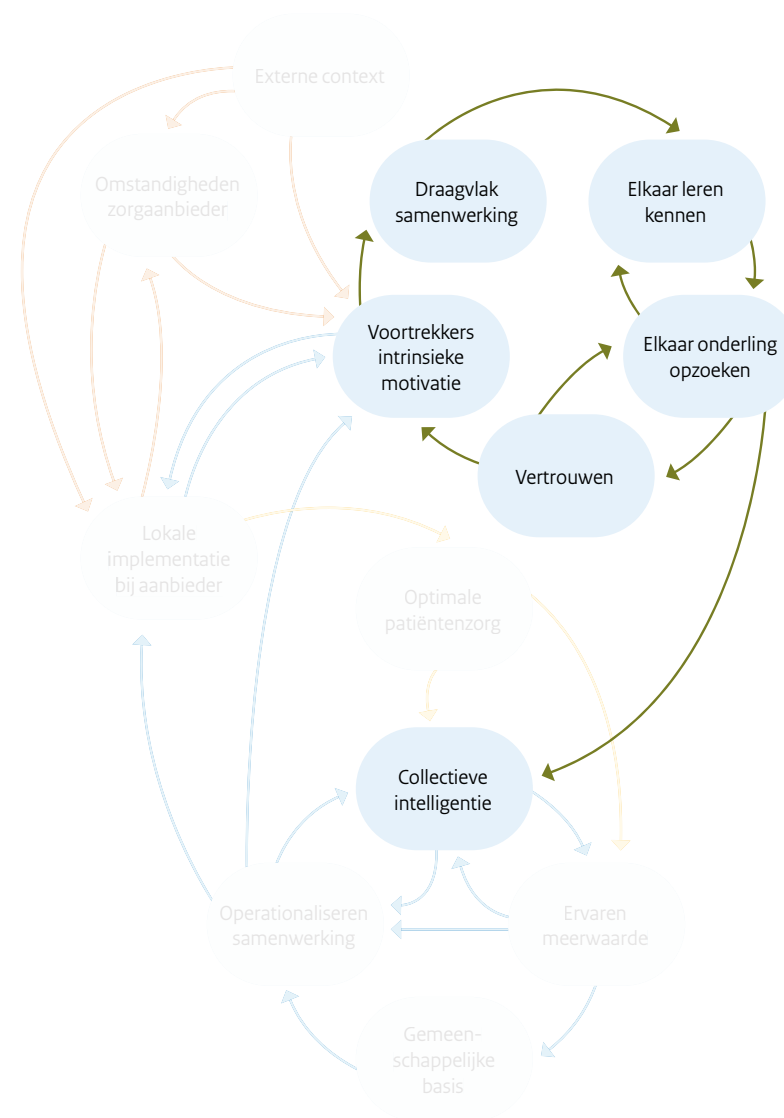 Externe context
Omstandigheden
zorgaanbieder
Draagvlak
samenwerking
Elkaar leren
kennen
Voortrekkers
intrinsieke
motivatie
Elkaar onderling
opzoeken
Vertrouwen
Lokale
implementatie
bij aanbieder
Optimale
patiëntenzorg
Collectieve
intelligentie
Operationaliseren
samenwerking
Ervaren
meerwaarde
Gemeen-
schappelijke
basis